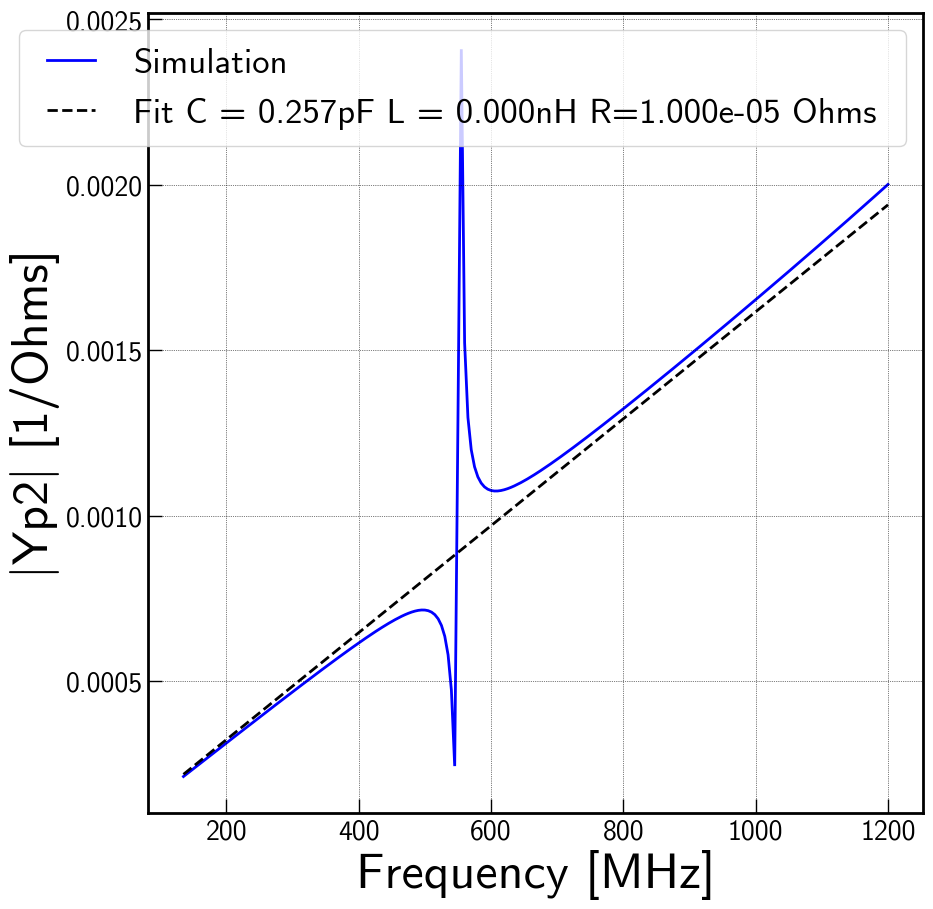 0.0025
Simulation
Fit C = 0.257pF L = 0.000nH R=1.000e-05 Ohms
0.0020
0.0015
0.0010
0.0005
|Yp2| [1/Ohms]
200 400 600 800 1000 1200
Frequency [MHz]